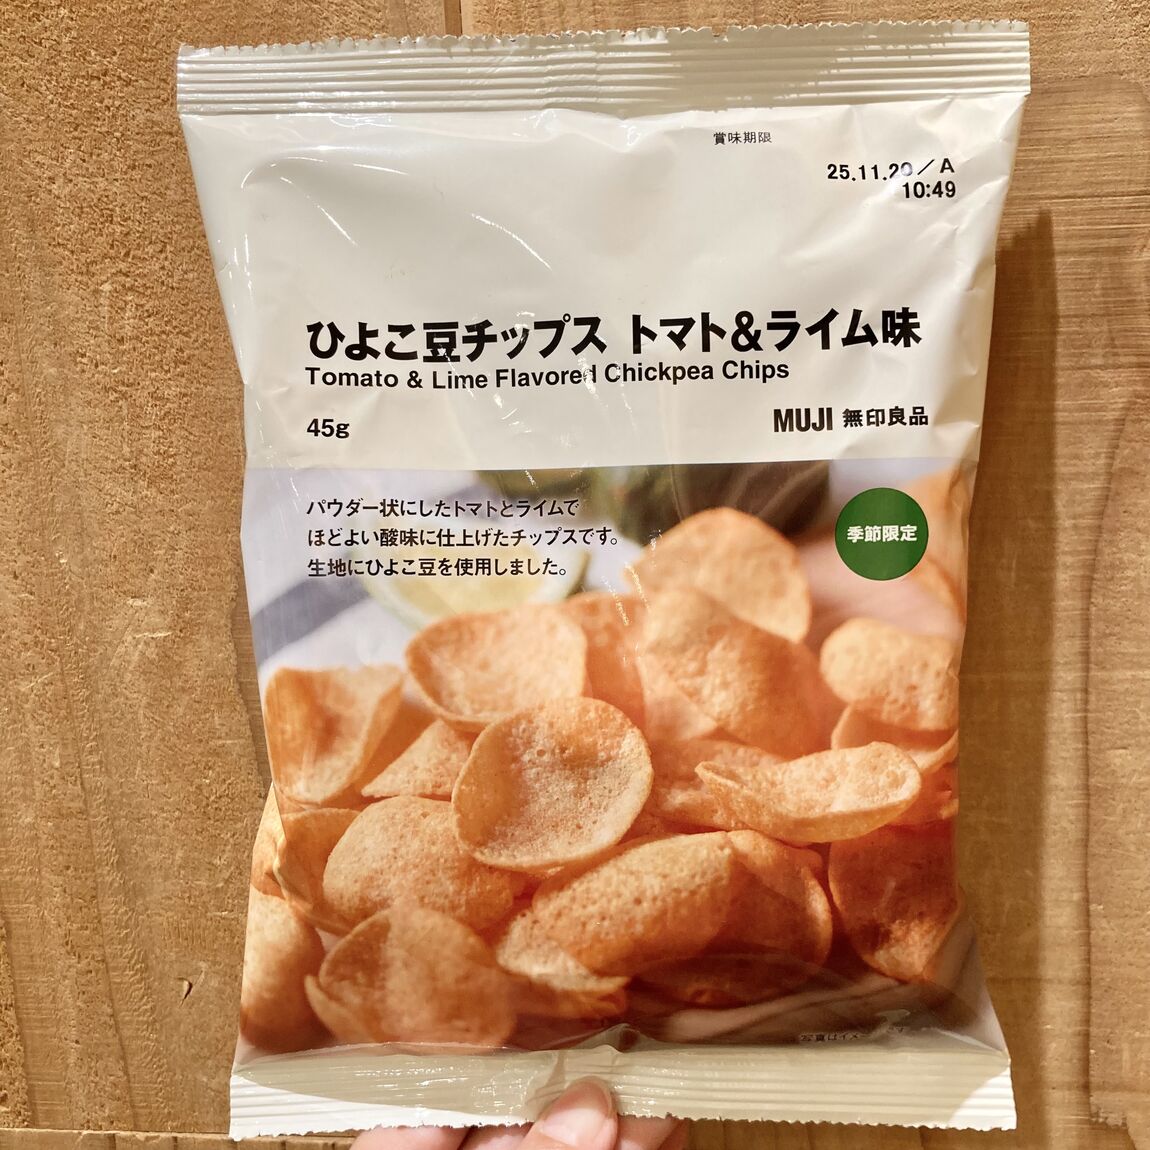 賞味期限
25.11.20/A
10:49
ひよこ豆チップス トマト&ライム味
Tomato & Lime Flavored Chickpea Chips
45g
MUJI 無印良品
パウダー状にしたトマトとライムで
ほどよい酸味に仕上げたチップスです。
生地にひよこ豆を使用しました。
季節限定